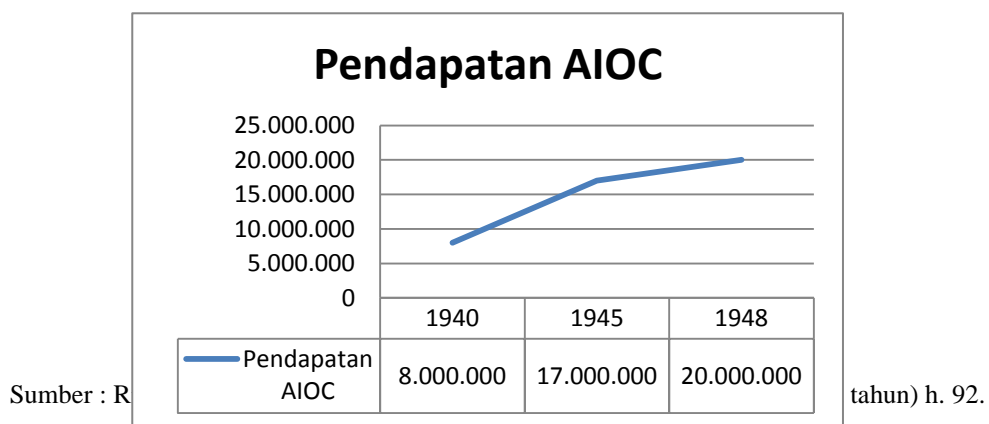 Pendapatan AIOC
25.000.000
20.000.000
15.000.000
10.000.000
5.000.000
0
1940 1945 1948
Pendapatan
AIOC
8.000.000 17.000.000 20.000.000
Sumber : R tahun) h. 92.